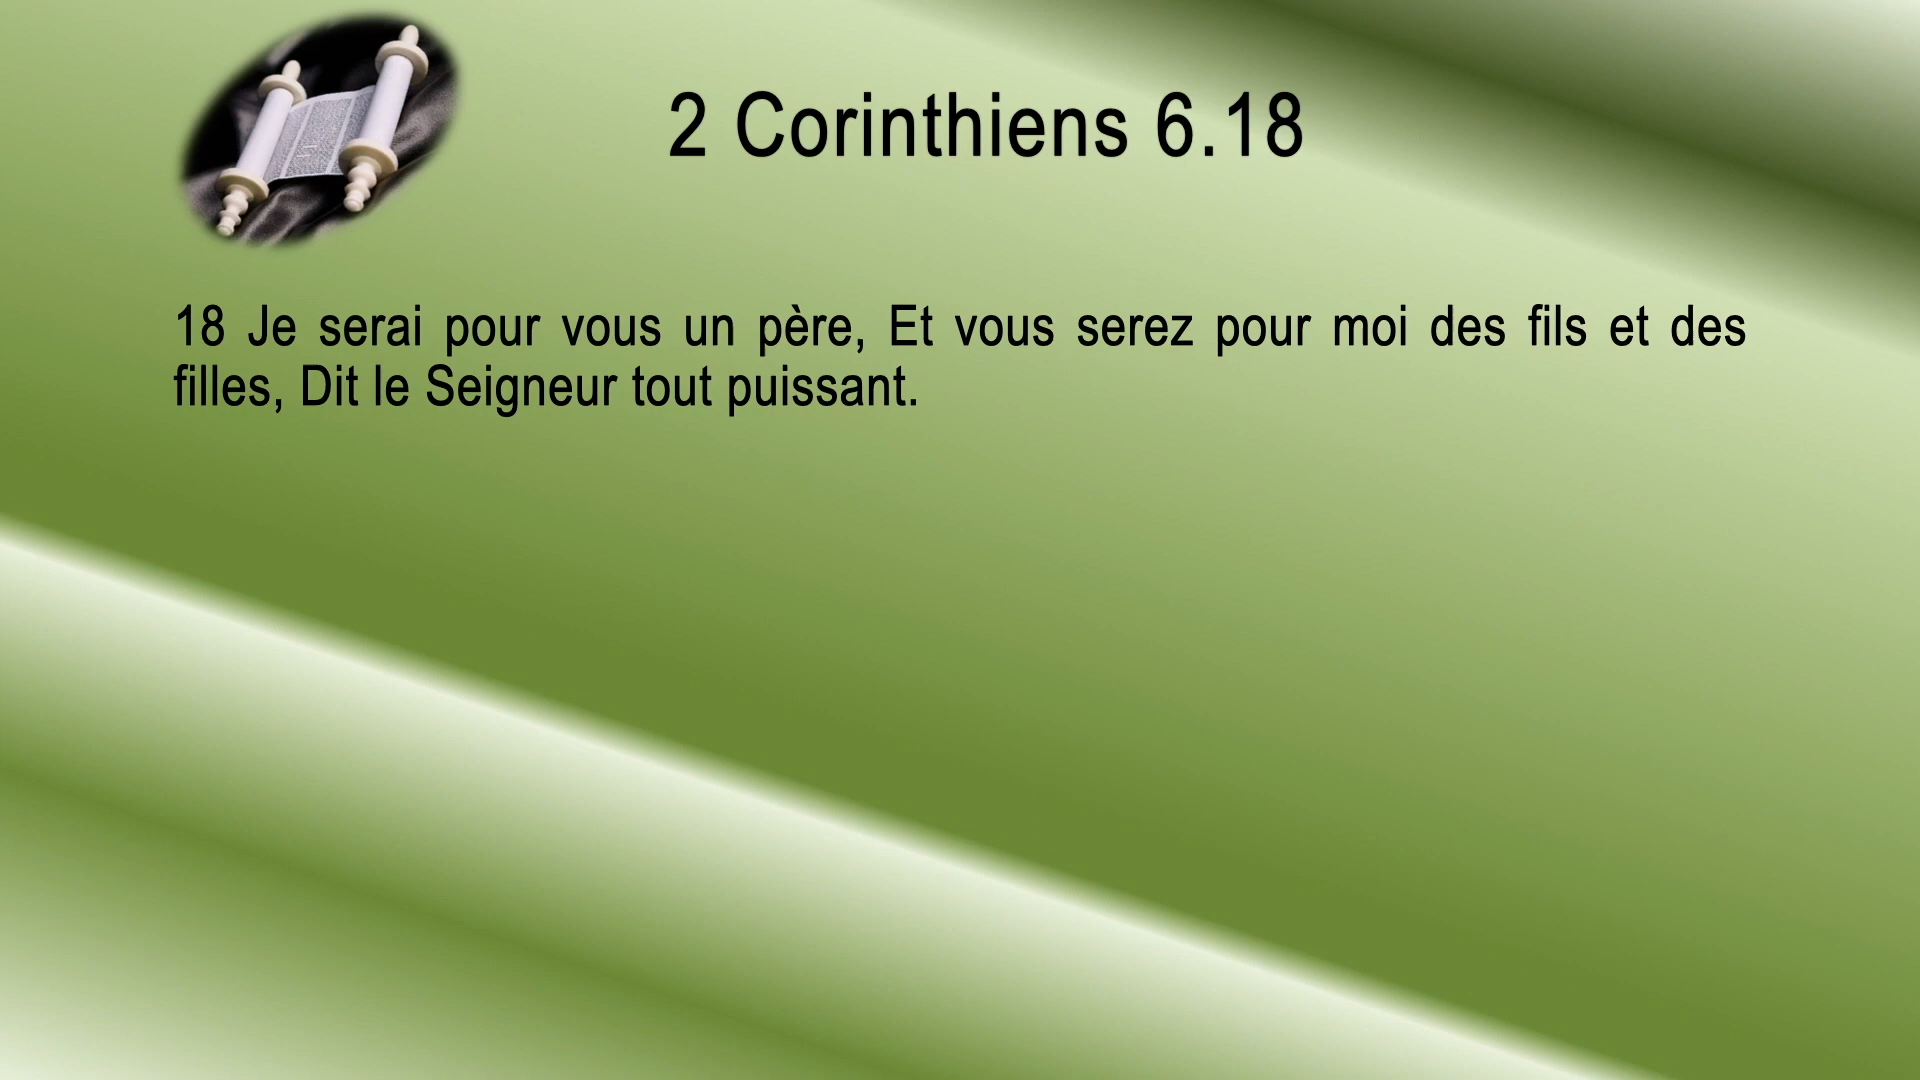 2 Corinthiens 6.18
18 Je serai pour vous un père, Et vous serez pour moi des fils et des
filles, Dit le Seigneur tout puissant.